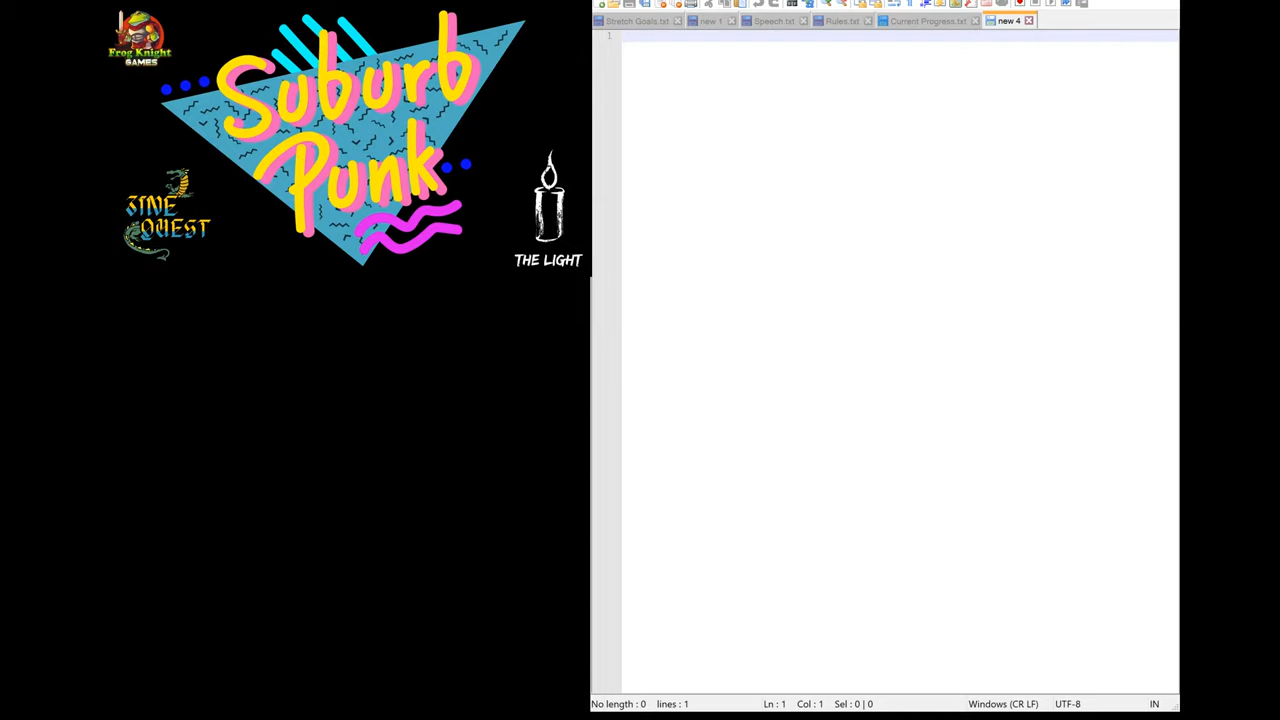 Frog Knight
GAMES
Suburb
Punk
ZINE
QUEST
THE LIGHT
Stretch Goals.txt new 1 Speech.txt Rules.txt Current Progress.txt new 4
1
No length : 0 lines : 1 Ln : 1 Col : 1 Sel : 0 | 0 Windows (CR LF) UTF-8 IN